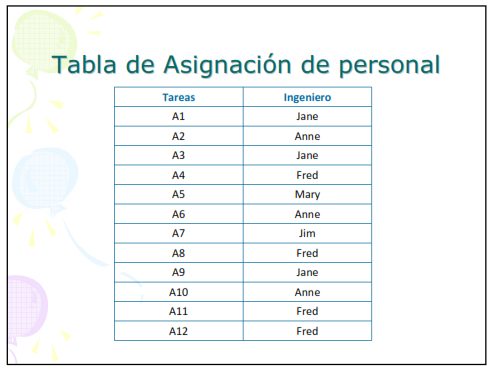 Tabla de Asignación de personal
Tareas Ingeniero
A1 Jane
A2 Anne
A3 Jane
A4 Fred
A5 Mary
A6 Anne
A7 Jim
A8 Fred
A9 Jane
A10 Anne
A11 Fred
A12 Fred